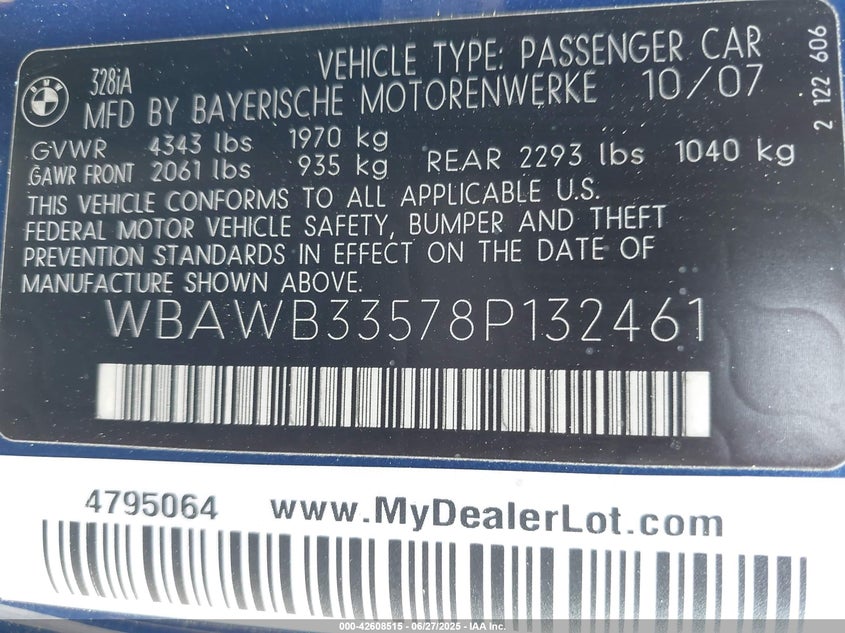 BMW
328iA
VEHICLE TYPE: PASSENGER CAR
MFD BY BAYERISCHE MOTORENWERKE 10/07
GVWR 4343 lbs 1970 kg
GAWR FRONT 2061 lbs 935 kg REAR 2293 lbs 1040 kg
THIS VEHICLE CONFORMS TO ALL APPLICABLE U.S.
FEDERAL MOTOR VEHICLE SAFETY, BUMPER AND THEFT
PREVENTION STANDARDS IN EFFECT ON THE DATE OF
MANUFACTURE SHOWN ABOVE.
WBAWB33578P132461
2 122 606
4795064 www.MyDealerLot.com
000-42608515 - 06/27/2025 - IAA Inc.